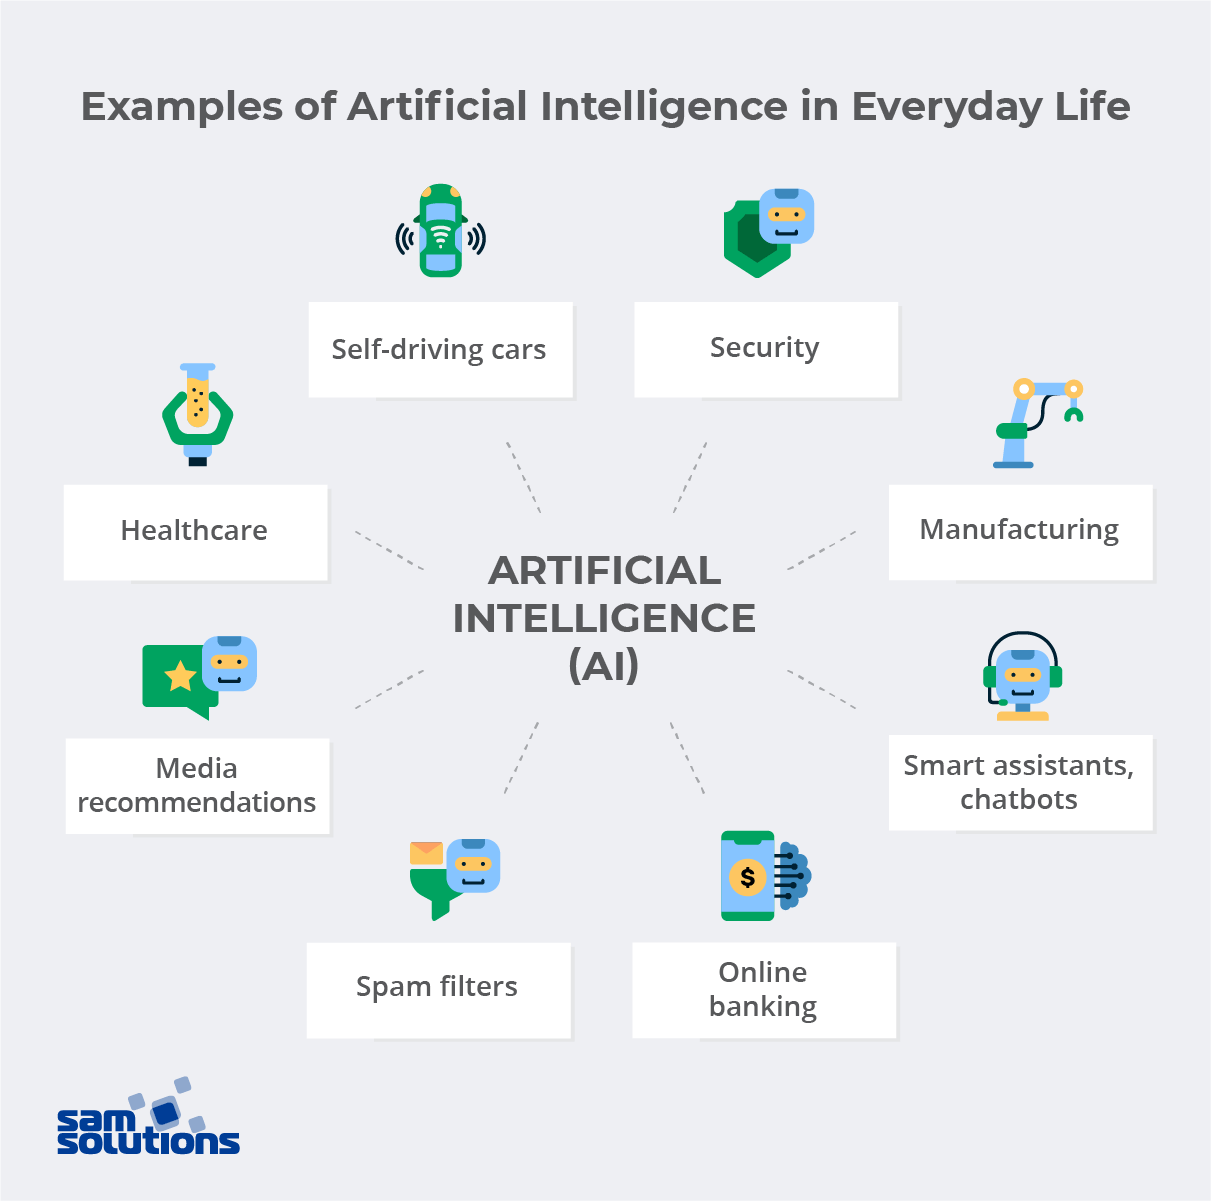 Examples of Artificial Intelligence in Everyday Life
Self-driving cars
Security
Healthcare
Manufacturing
ARTIFICIAL
INTELLIGENCE
(AI)
Media
recommendations
Smart assistants,
chatbots
$
Spam filters
Online
banking
sam
solutions